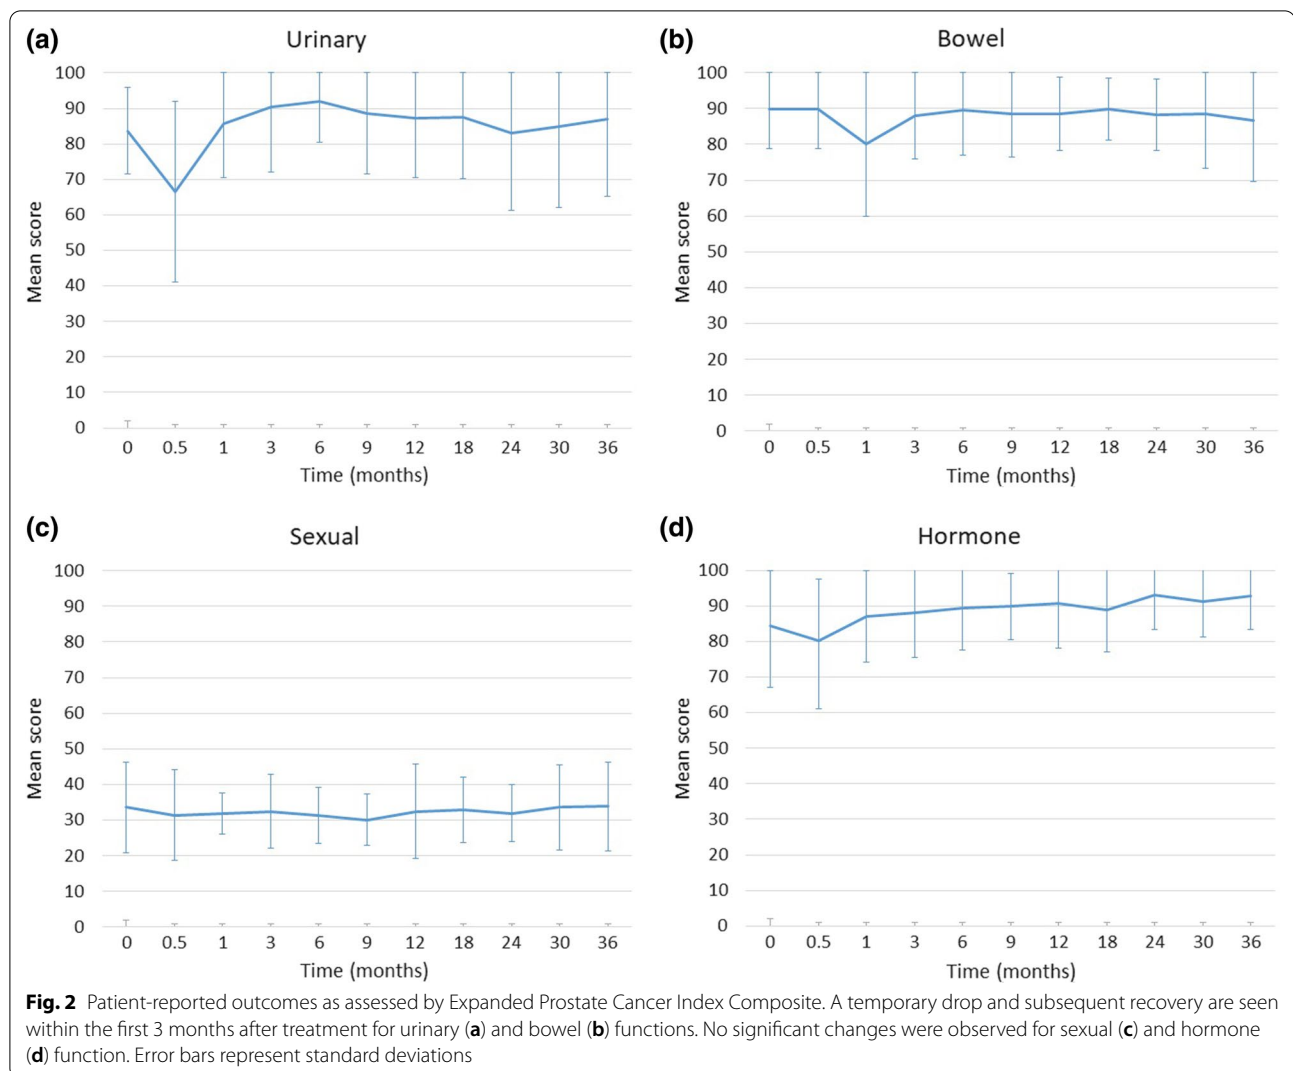 (a)
Urinary
Mean score
100
90
80
70
60
50
40
30
20
10
0
0 0.5 1 3 6 9 12 18 24 30 36
Time (months)
(b)
Bowel
Mean score
100
90
80
70
60
50
40
30
20
10
0
0 0.5 1 3 6 9 12 18 24 30 36
Time (months)
(c)
Sexual
Mean score
100
90
80
70
60
50
40
30
20
10
0
0 0.5 1 3 6 9 12 18 24 30 36
Time (months)
(d)
Hormone
Mean score
100
90
80
70
60
50
40
30
20
10
0
0 0.5 1 3 6 9 12 18 24 30 36
Time (months)
Fig. 2 Patient-reported outcomes as assessed by Expanded Prostate Cancer Index Composite. A temporary drop and subsequent recovery are seen
within the first 3 months after treatment for urinary (a) and bowel (b) functions. No significant changes were observed for sexual (c) and hormone
(d) function. Error bars represent standard deviations